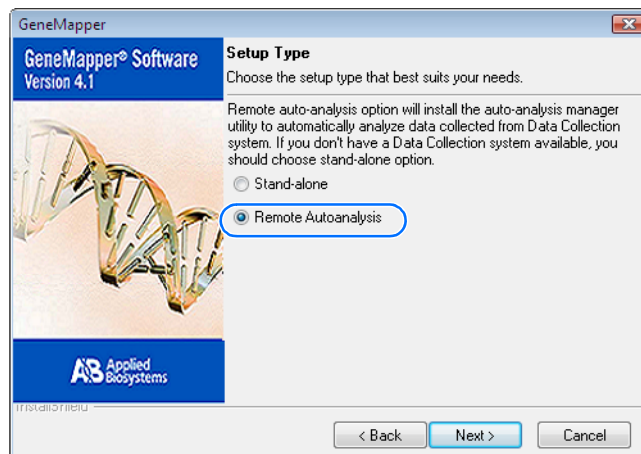 GeneMapper
GeneMapper® Software
Version 4.1
Setup Type
Choose the setup type that best suits your needs.
Remote auto-analysis option will install the auto-analysis manager
utility to automatically analyze data collected from Data Collection
system. If you don't have a Data Collection system available, you
should choose stand-alone option.
Stand-alone
Remote Autoanalysis
AB Applied
Biosystems
InstallShield
< Back
Next >
Cancel